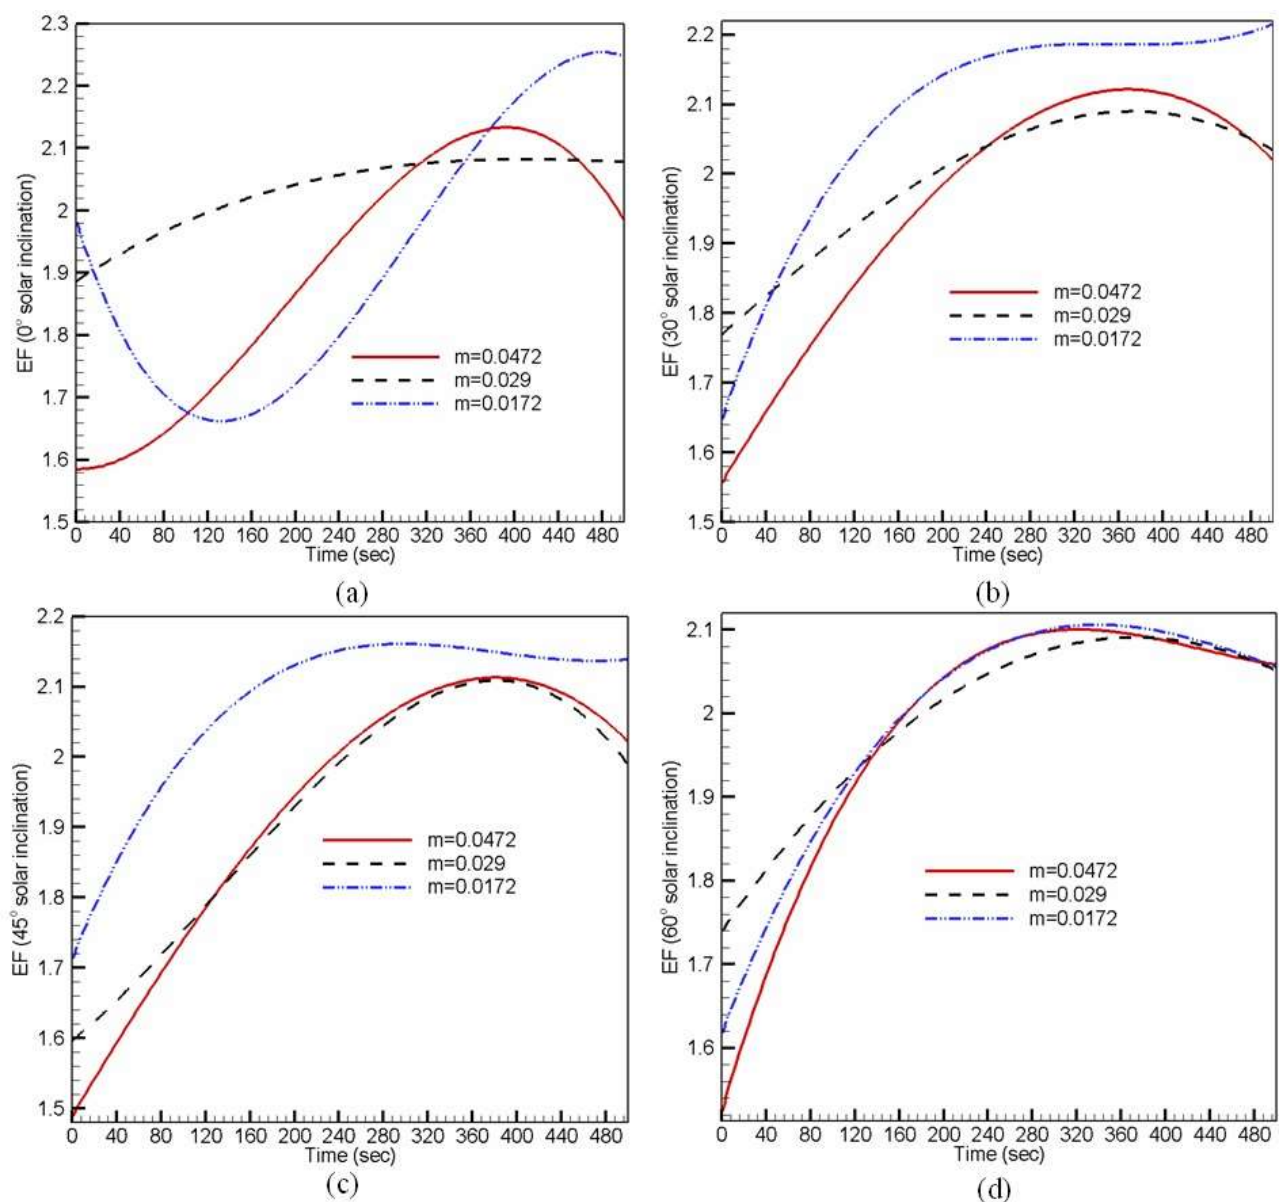 2.3
2.2
2.1
2
1.9
1.8
1.7
1.6
1.5
EF (0° solar inclination)
m=0.0472
m=0.029
m=0.0172
0 40 80 120 160 200 240 280 320 360 400 440 480
Time (sec)
(a)
2.2
2.1
2
1.9
1.8
1.7
1.6
1.5
EF (30° solar inclination)
m=0.0472
m=0.029
m=0.0172
0 40 80 120 160 200 240 280 320 360 400 440 480
Time (sec)
(b)
2.2
2.1
2
1.9
1.8
1.7
1.6
1.5
EF (45° solar inclination)
m=0.0472
m=0.029
m=0.0172
0 40 80 120 160 200 240 280 320 360 400 440 480
Time (sec)
(c)
2.1
2
1.9
1.8
1.7
1.6
EF (60° solar inclination)
m=0.0472
m=0.029
m=0.0172
0 40 80 120 160 200 240 280 320 360 400 440 480
Time (sec)
(d)